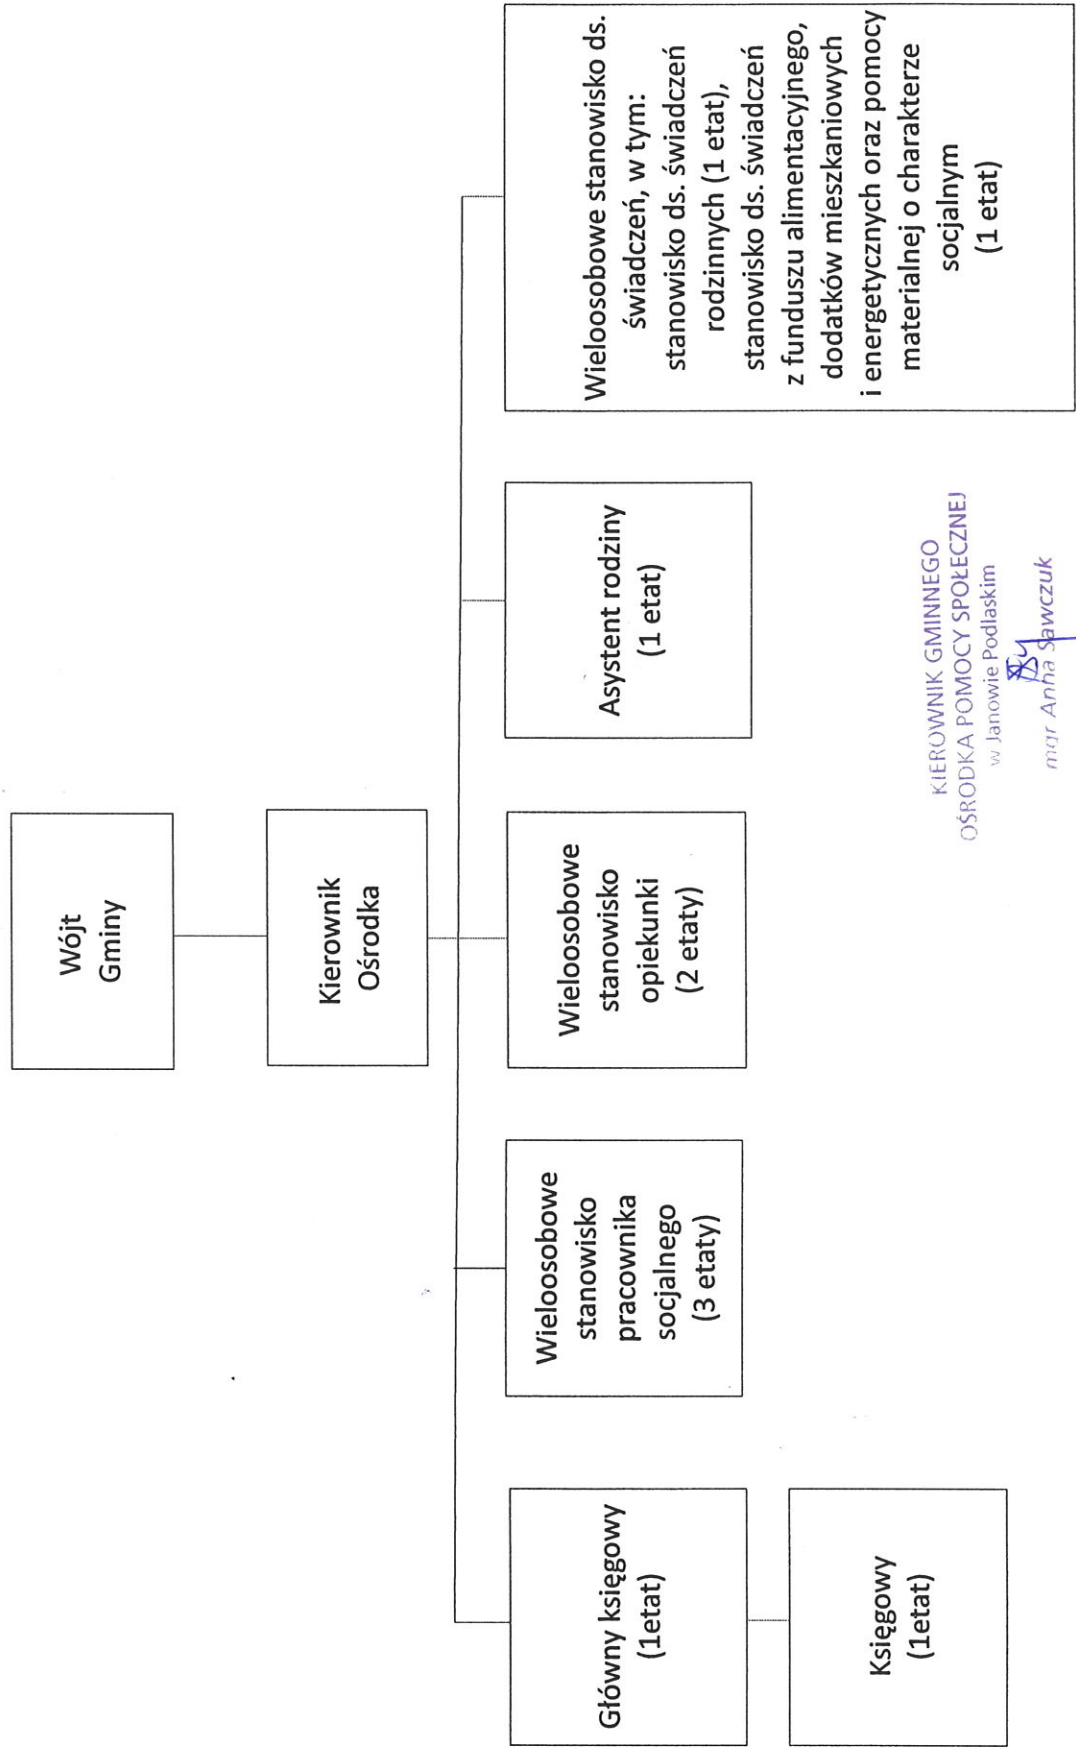 Wójt
Gminy
Kierownik
Ośrodka
Główny księgowy
(1etat)
Księgowy
(1etat)
Wieloosobowe
stanowisko
pracownika
socjalnego
(3 etaty)
Wieloosobowe
stanowisko
opiekunki
(2 etaty)
Asystent rodziny
(1 etat)
Wieloosobowe stanowisko ds.
świadczeń, w tym:
stanowisko ds. świadczeń
rodzinnych (1 etat),
stanowisko ds. świadczeń
z funduszu alimentacyjnego,
dodatków mieszkaniowych
i energetycznych oraz pomocy
materialnej o charakterze
socjalnym
(1 etat)
KIEROWNIK GMINNEGO
OŚRODKA POMOCY SPOŁECZNEJ
w Janowie Podlaskim
mgr Anna Sawczuk